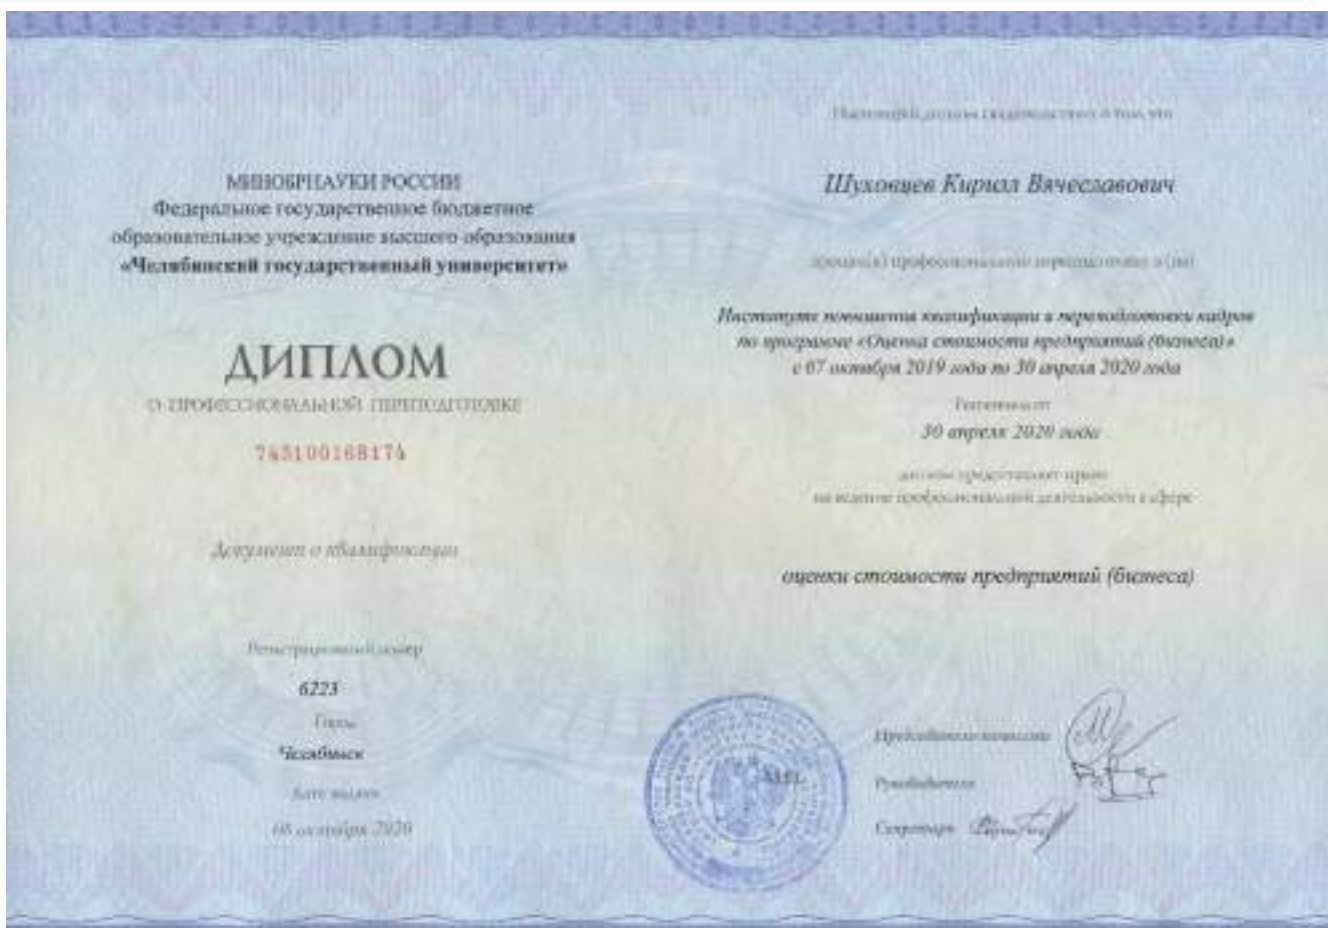 МИНОБРНАУКИ РОССИИ
Федеральное государственное бюджетное
образовательное учреждение высшего образования
«Челябинский государственный университет»
ДИПЛОМ
О ПРОФЕССИОНАЛЬНОЙ ПЕРЕПОДГОТОВКЕ
743100168174
Документ о квалификации
Регистрационный номер
6223
Город
Челябинск
Дата выдачи
октября 2020
Настоящий диплом свидетельствует о том, что
Шуховцев Кирилл Вячеславович
прошел(а) профессиональную переподготовку в (на)
Институте повышения квалификации и переподготовки кадров
по программе «Оценка стоимости предприятий (бизнеса)»
с 07 октября 2019 года по 30 апреля 2020 года
Решением от
30 апреля 2020 года
диплом предоставляет право
на ведение профессиональной деятельности в сфере
оценки стоимости предприятий (бизнеса)
М.П.
Председатель комиссии
Руководитель
Секретарь